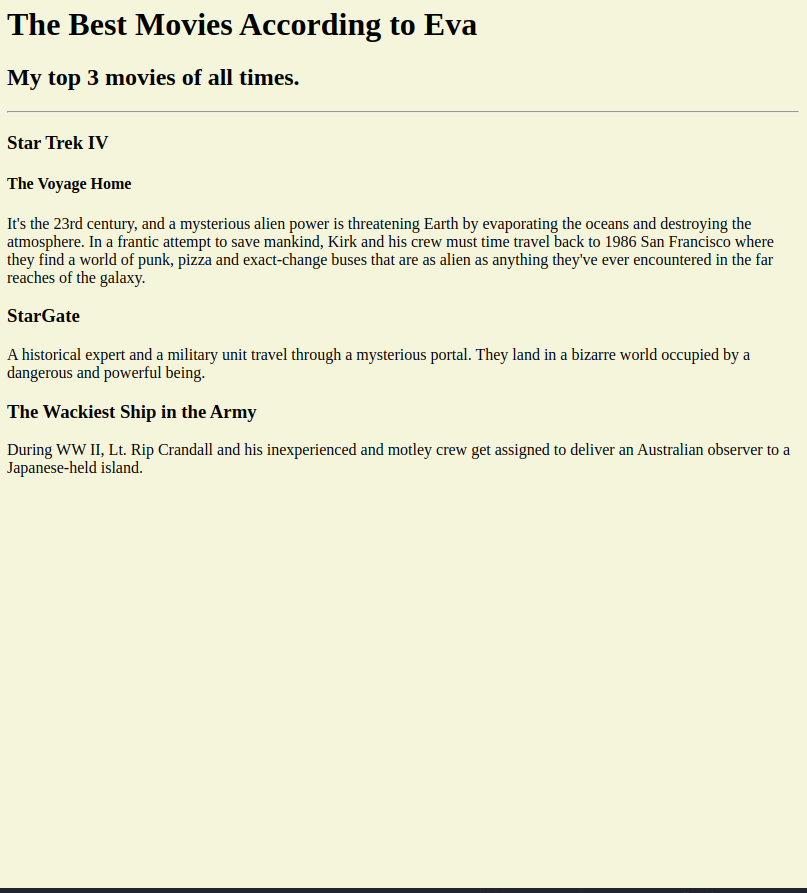 The Best Movies According to Eva
My top 3 movies of all times.
Star Trek IV
The Voyage Home
It's the 23rd century, and a mysterious alien power is threatening Earth by evaporating the oceans and destroying the
atmosphere. In a frantic attempt to save mankind, Kirk and his crew must time travel back to 1986 San Francisco where
they find a world of punk, pizza and exact-change buses that are as alien as anything they've ever encountered in the far
reaches of the galaxy.
StarGate
A historical expert and a military unit travel through a mysterious portal. They land in a bizarre world occupied by a
dangerous and powerful being.
The Wackiest Ship in the Army
During WW II, Lt. Rip Crandall and his inexperienced and motley crew get assigned to deliver an Australian observer to a
Japanese-held island.